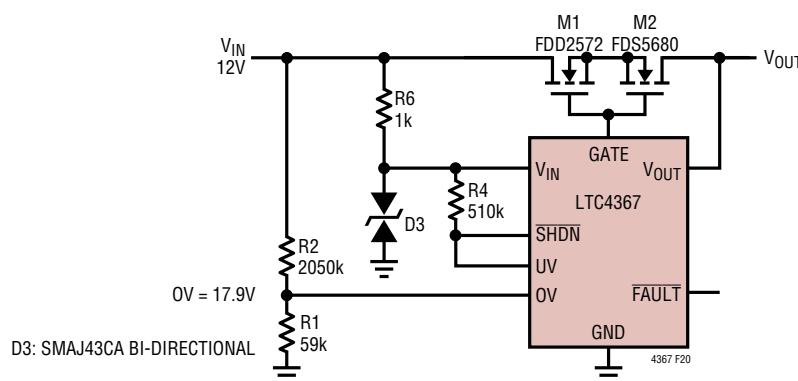 M1
FDD2572
M2
FDS5680
VIN
12V
VOUT
R6
1k
GATE
VIN
VOUT
LTC4367
R4
510k
D3
SHDN
UV
R2
2050k
OV = 17.9V
OV
FAULT
R1
59k
GND
D3: SMAJ43CA BI-DIRECTIONAL
4367 F20